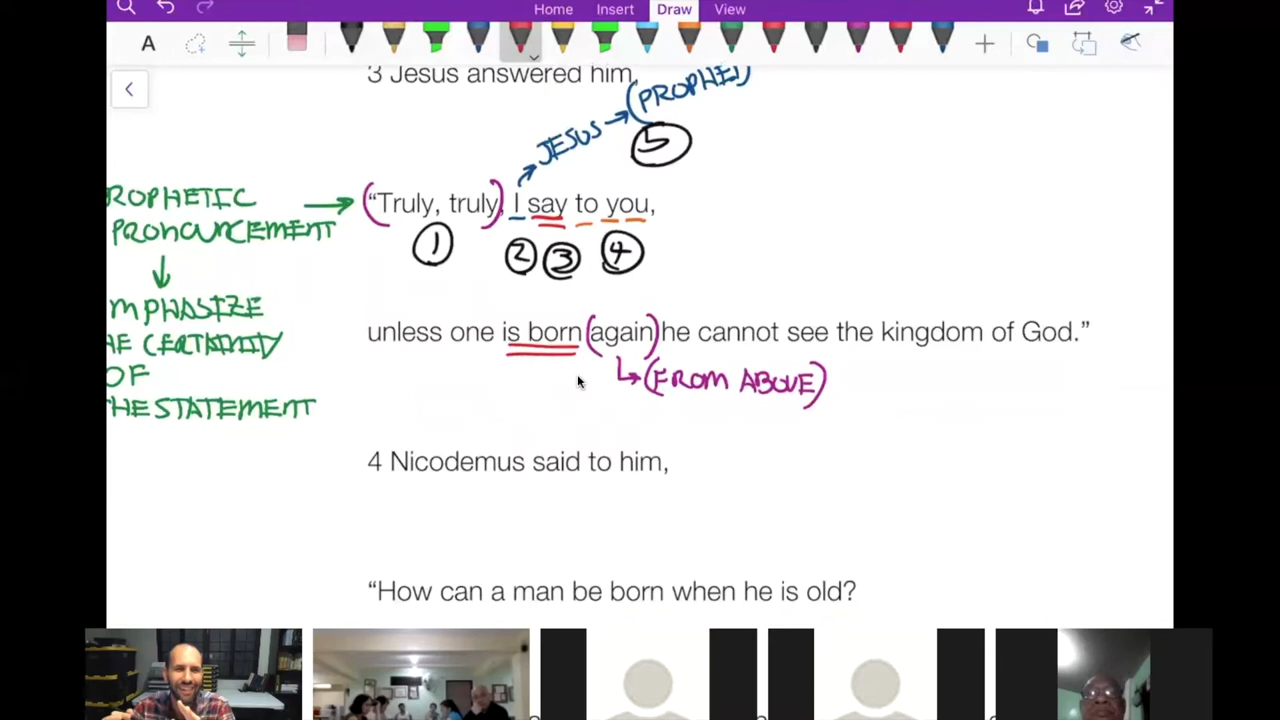 Home Insert Draw View
A
3 Jesus answered him,
(PROPHET)
JESUS →
5
ROPHETIC
PRONOUNCEMENT
"Truly, truly, I say to you,
1 2 3 4
MPHASIZE
HE CERTAINTY
OF
HE STATEMENT
unless one is born (again) he cannot see the kingdom of God."
(FROM ABOVE)
4 Nicodemus said to him,
"How can a man be born when he is old?